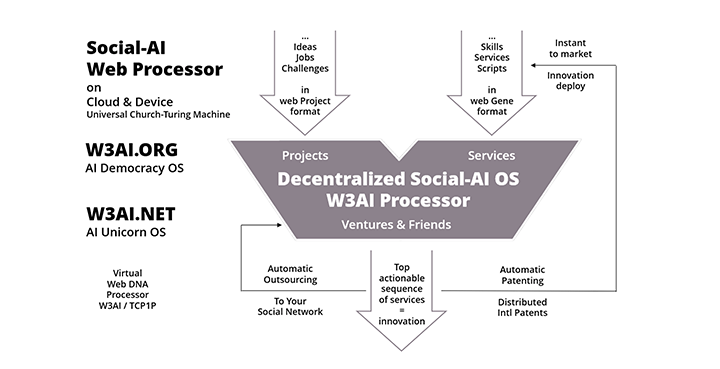 Social-AI
Web Processor
on
Cloud & Device
Universal Church-Turing Machine
W3AI.ORG
AI Democracy OS
W3AI.NET
AI Unicorn OS
Virtual
Web DNA
Processor
W3AI / TCP1P
...
Ideas
Jobs
Challenges
in
web Project
format
...
Skills
Services
Scripts
in
web Gene
format
Instant
to market
Innovation
deploy
Projects
Services
Decentralized Social-AI OS
W3AI Processor
Ventures & Friends
Automatic
Outsourcing
To Your
Social Network
Top
actionable
sequence
of services
=
innovation
Automatic
Patenting
Distributed
Intl Patents